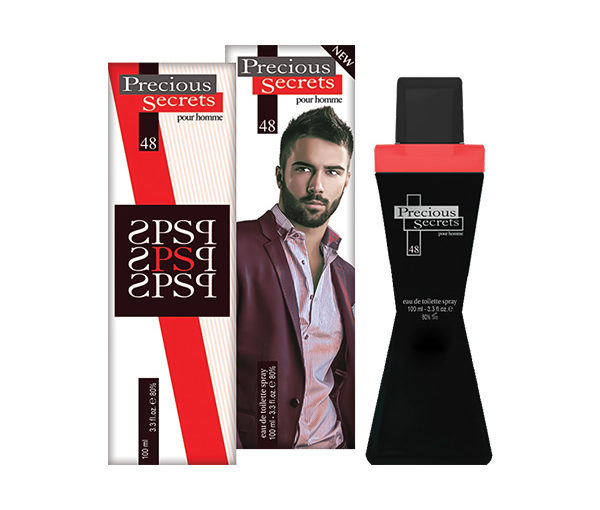 Precious
Secrets
pour homme
48
SPSP
SPSP
SPSP
100 ml 3.3 fl.oz. ℮ 80%
NEW
Precious
Secrets
pour homme
48
eau de toilette spray
100 ml - 3.3 fl.oz. ℮ 80%
Precious
Secrets
pour homme
48
eau de toilette spray
100 ml - 3.3 fl.oz. ℮
80%